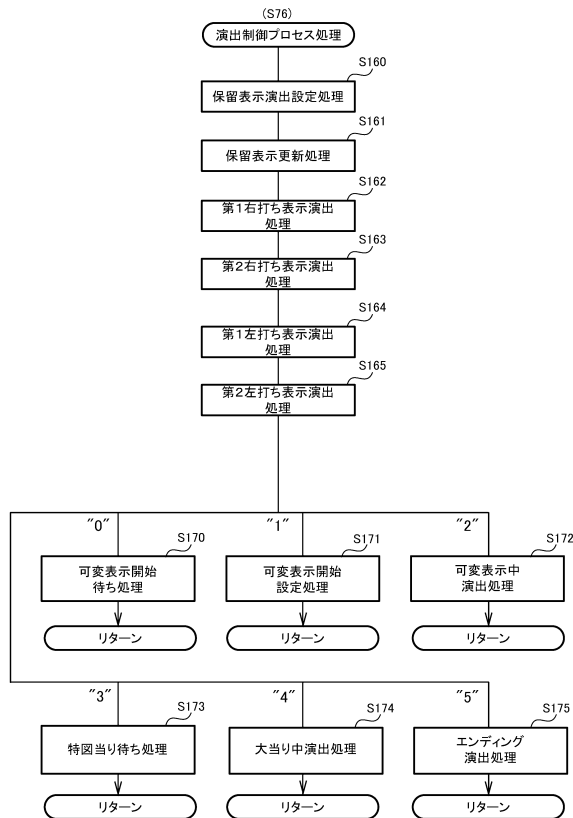 (S76)
演出制御プロセス処理
S160
保留表示演出設定処理
S161
保留表示更新処理
S162
第1右打ち表示演出
処理
S163
第2右打ち表示演出
処理
S164
第1左打ち表示演出
処理
S165
第2左打ち表示演出
処理
"0"
S170
可変表示開始
待ち処理
リターン
"1"
S171
可変表示開始
設定処理
リターン
"2"
S172
可変表示中
演出処理
リターン
"3"
S173
特図当り待ち処理
リターン
"4"
S174
大当り中演出処理
リターン
"5"
S175
エンディング
演出処理
リターン